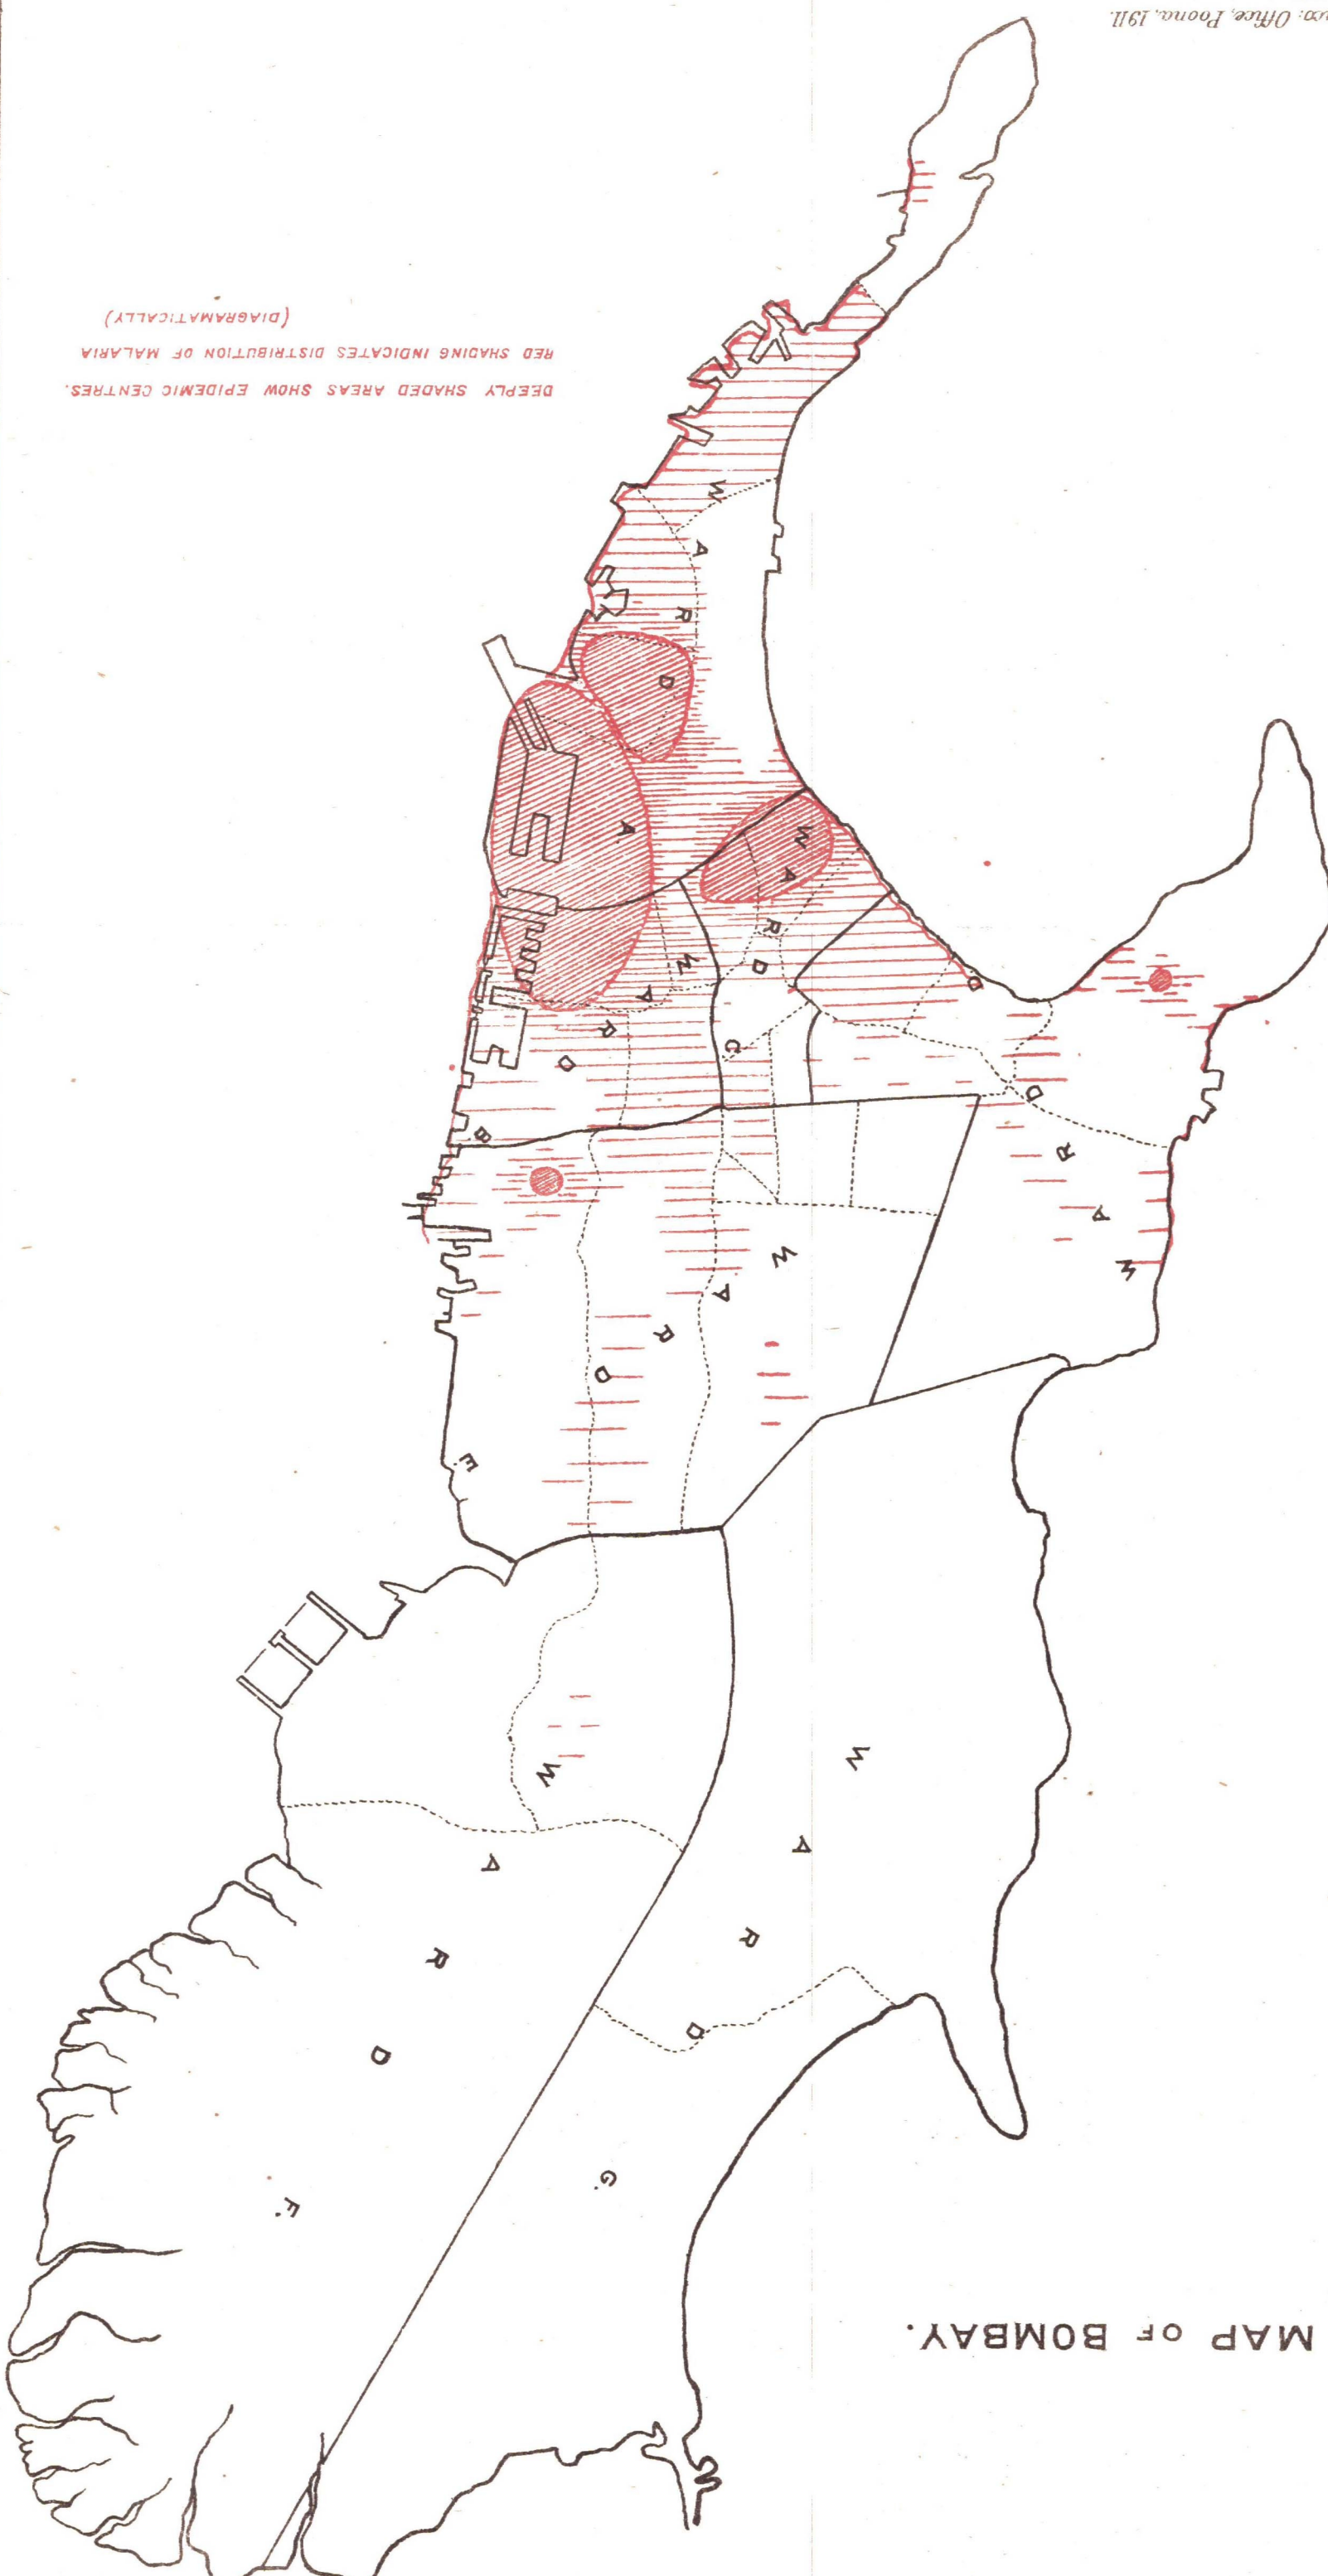 MAP OF BOMBAY.
F. WARD
G. WARD
E. WARD
D WARD
B WARD
C WARD
A WARD
DEEPLY SHADED AREAS SHOW EPIDEMIC CENTRES.
RED SHADING INDICATES DISTRIBUTION OF MALARIA
(DIAGRAMATICALLY)
Office, Poona, 1911.